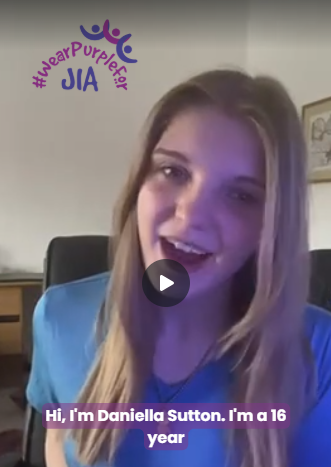 #WearPurpleFor
JIA
Hi, I'm Daniella Sutton. I'm a 16
year